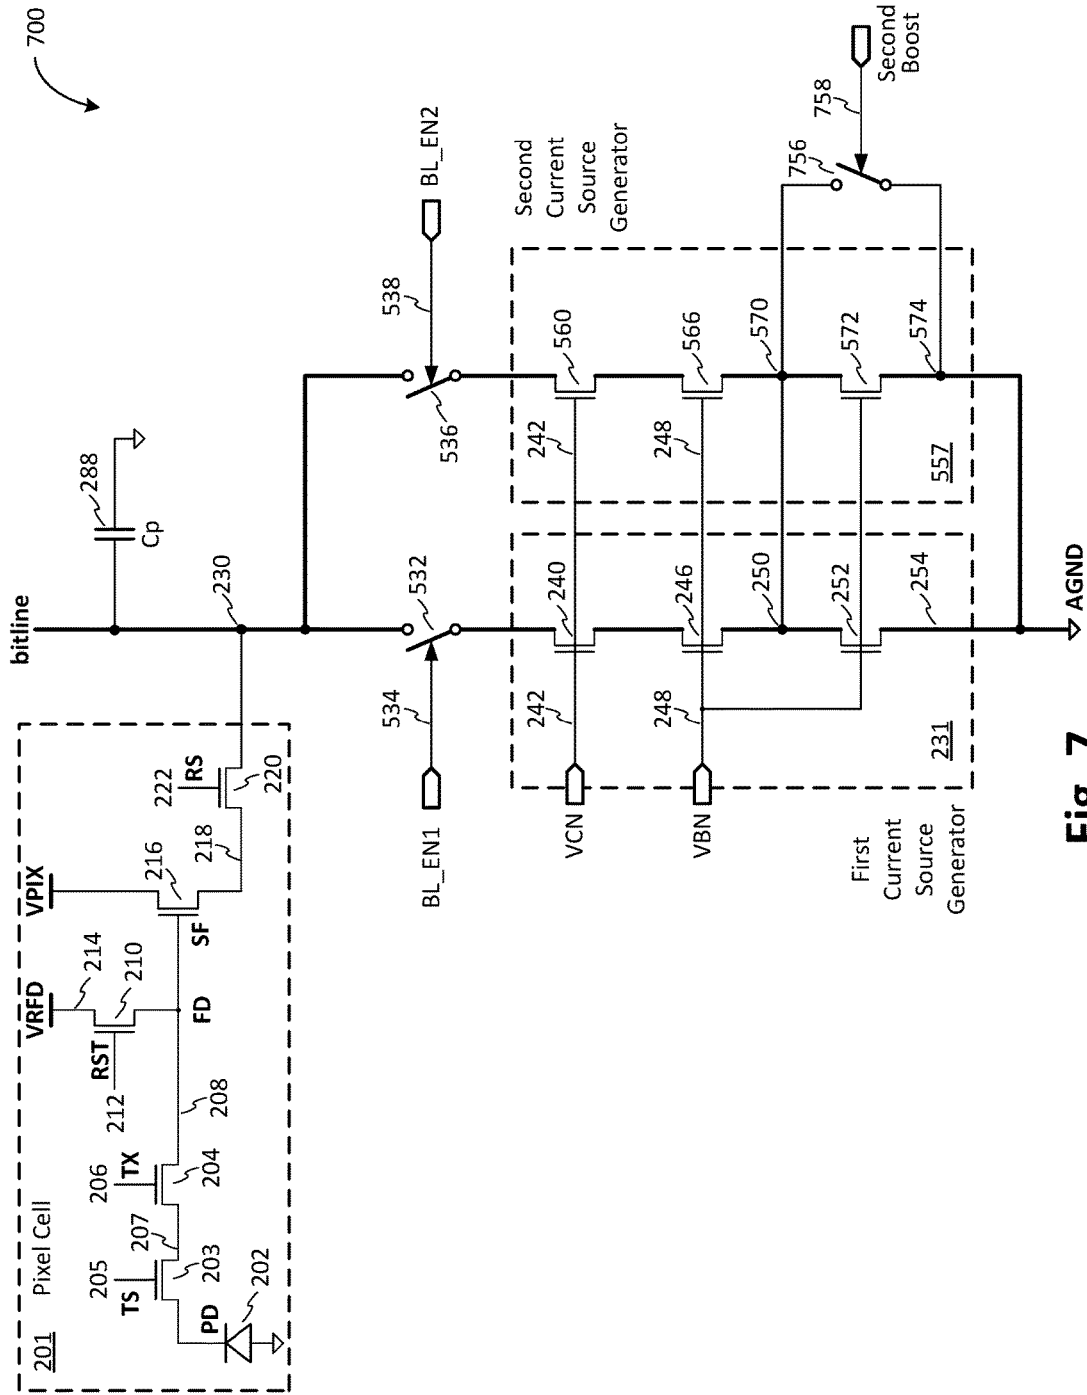 700
bitline
Cp
288
230
201
Pixel Cell
VRFD
214
RST
212
210
VPIX
216
SF
FD
218
222
RS
220
208
206
TX
204
207
205
TS
203
PD
202
BL_EN1
534
532
BL_EN2
538
536
Second
Current
Source
Generator
VCN
242
240
242
560
VBN
248
246
248
566
250
570
252
572
254
574
231
557
First
Current
Source
Generator
756
758
Second
Boost
AGND
Fig. 7